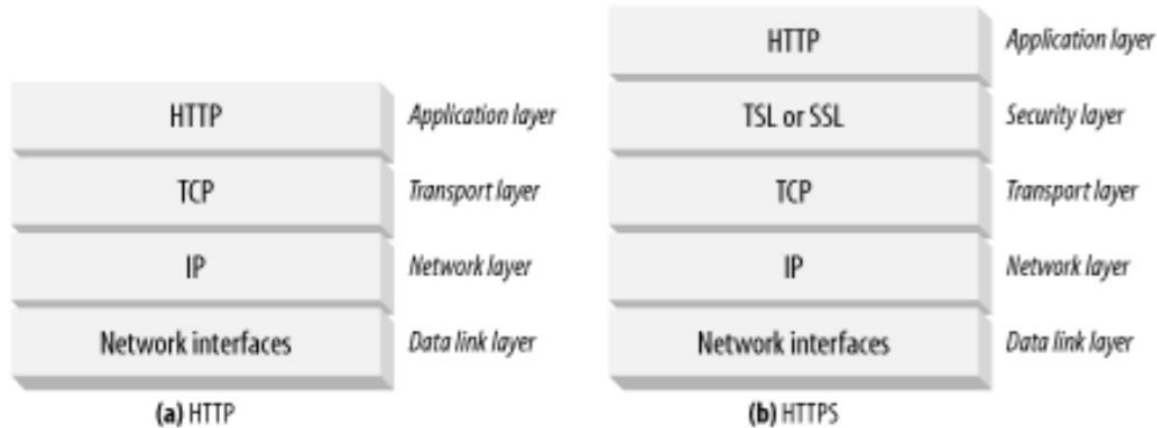 HTTP Application layer
TCP Transport layer
IP Network layer
Network interfaces Data link layer
(a) HTTP
HTTP Application layer
TSL or SSL Security layer
TCP Transport layer
IP Network layer
Network interfaces Data link layer
(b) HTTPS